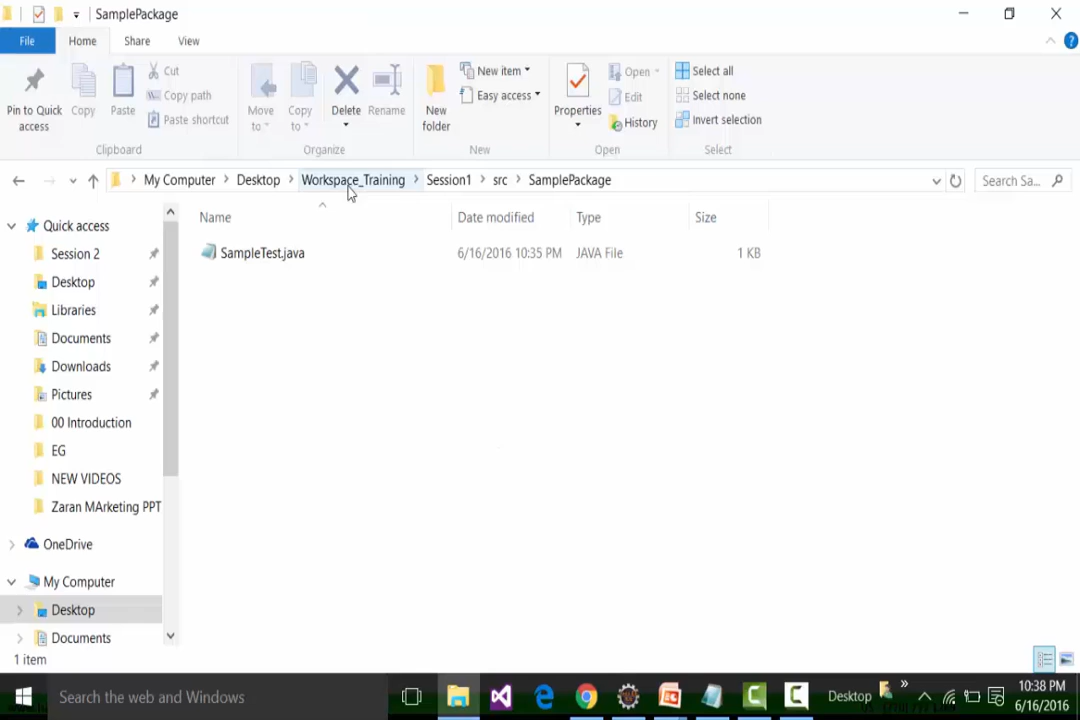 SamplePackage
File Home Share View
Pin to Quick access
Copy
Paste
Cut
Copy path
Paste shortcut
Clipboard
Move to
Copy to
Delete
Rename
Organize
New folder
New item
Easy access
New
Properties
Open
Edit
History
Open
Select all
Select none
Invert selection
Select
My Computer Desktop Workspace_Training Session1 src SamplePackage
Search Sa...
Name Date modified Type Size
SampleTest.java 6/16/2016 10:35 PM JAVA File 1 KB
Quick access
Session 2
Desktop
Libraries
Documents
Downloads
Pictures
00 Introduction
EG
NEW VIDEOS
Zaran MArketing PPT
OneDrive
My Computer
Desktop
Documents
1 item
Search the web and Windows
Desktop
10:38 PM
6/16/2016